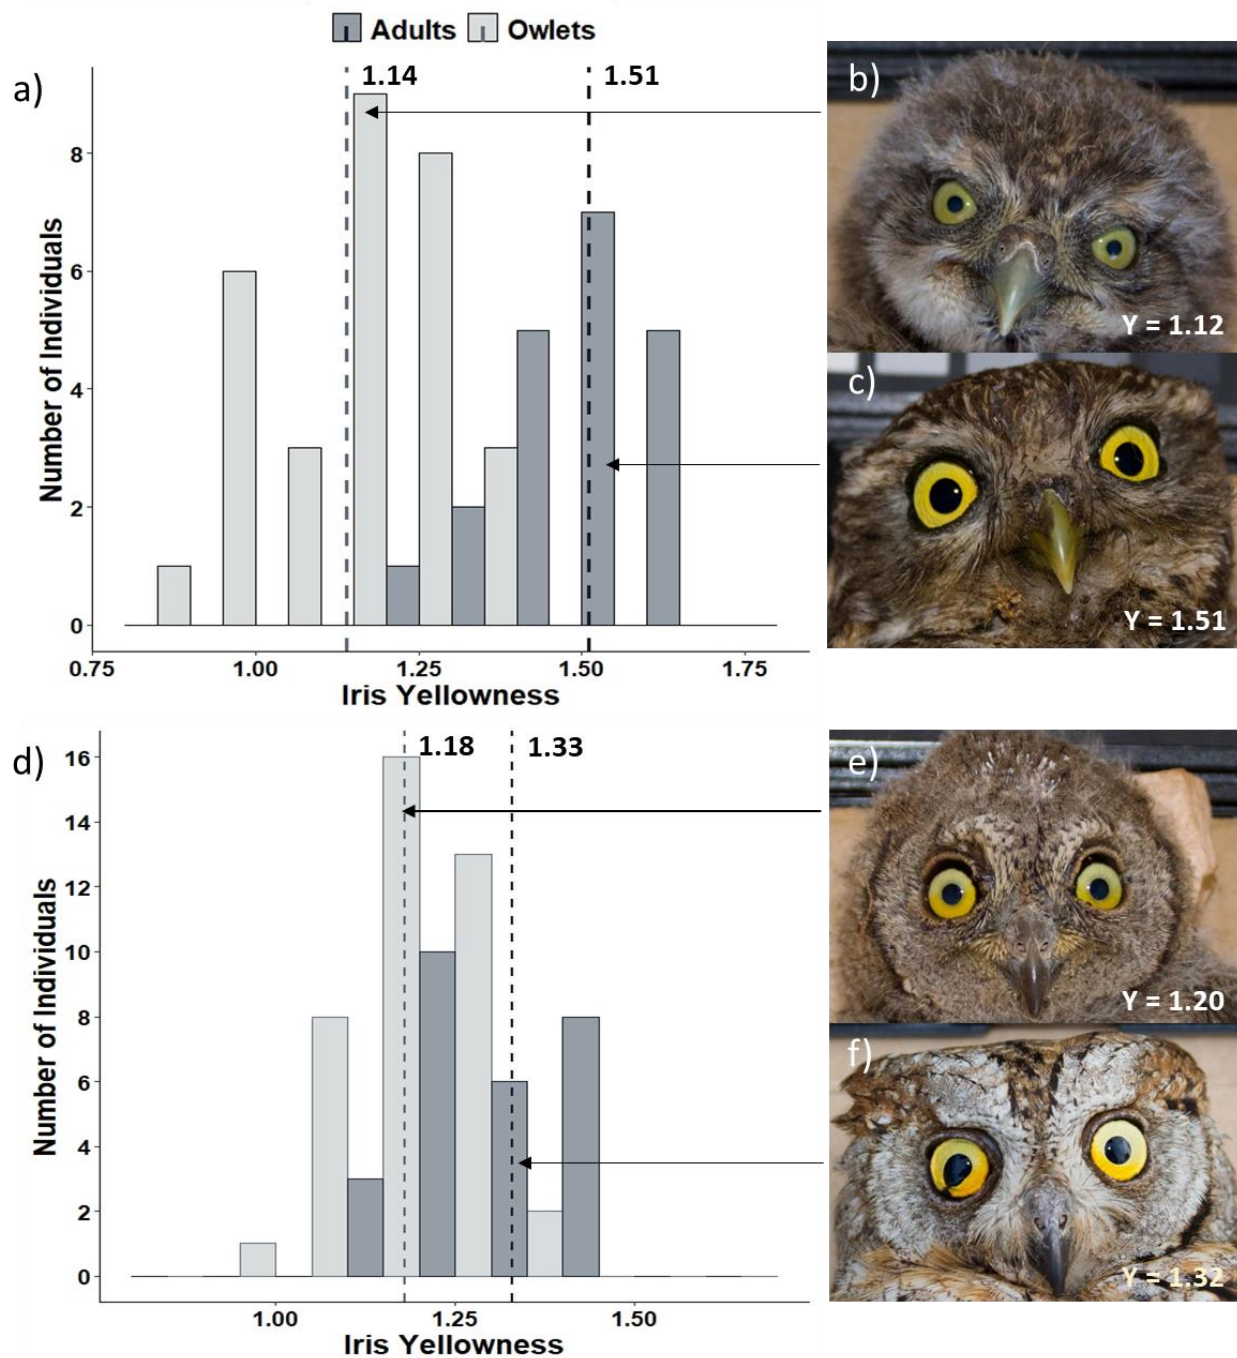 Adults Owlets
a)
1.14 1.51
8
6
4
2
0
Number of Individuals
0.75 1.00 1.25 1.50 1.75
Iris Yellowness
b)
Y = 1.12
c)
Y = 1.51
d)
1.18 1.33
16
14
12
10
8
6
4
2
0
Number of Individuals
1.00 1.25 1.50
Iris Yellowness
e)
Y = 1.20
f)
Y = 1.32